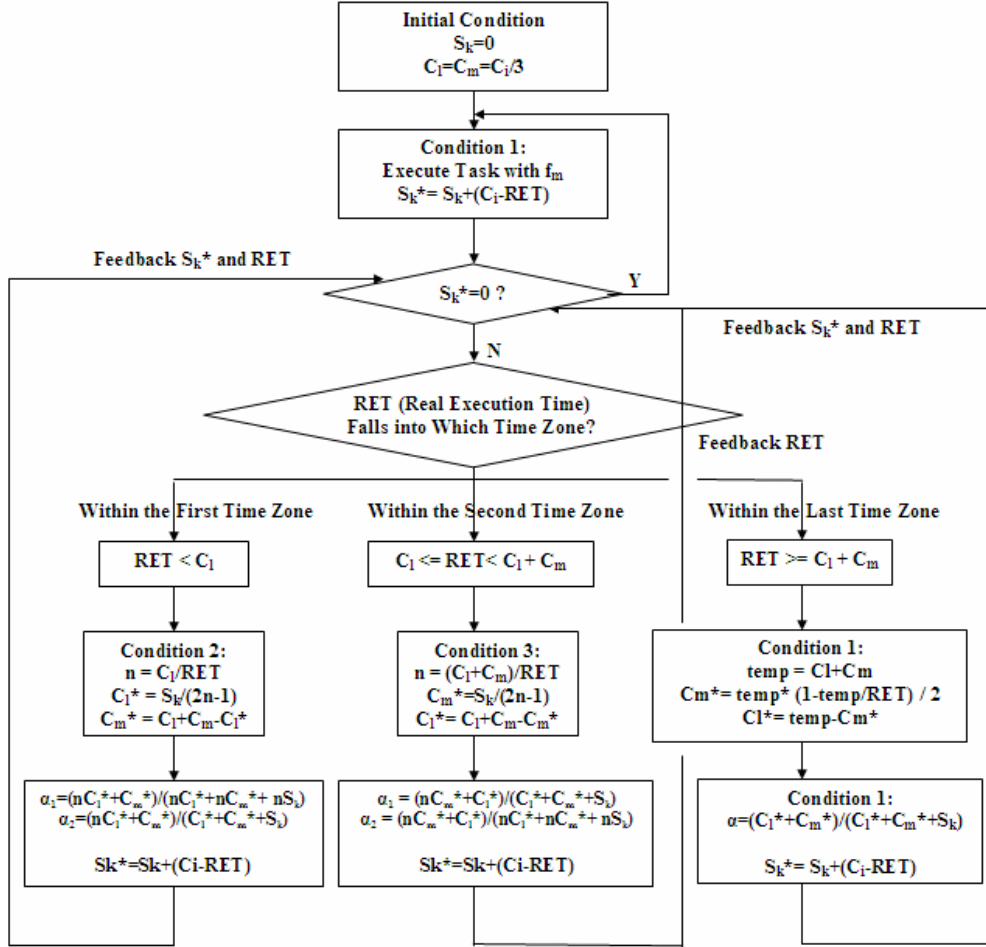 Initial Condition
Sₖ=0
Cₗ=Cₘ=Cᵢ/3
Condition 1:
Execute Task with fₘ
Sₖ*= Sₖ+(Cᵢ-RET)
Feedback Sₖ* and RET
Sₖ*=0 ?
Y
Feedback Sₖ* and RET
N
RET (Real Execution Time)
Falls into Which Time Zone?
Feedback RET
Within the First Time Zone
Within the Second Time Zone
Within the Last Time Zone
RET < Cₗ
Cₗ <= RET< Cₗ + Cₘ
RET >= Cₗ + Cₘ
Condition 2:
n = Cₗ/RET
Cₗ* = Sₖ/(2n-1)
Cₘ* = Cₗ+Cₘ-Cₗ*
Condition 3:
n = (Cₗ+Cₘ)/RET
Cₘ*=Sₖ/(2n-1)
Cₗ*= Cₗ+Cₘ-Cₘ*
Condition 1:
temp = Cl+Cm
Cm*= temp* (1-temp/RET) / 2
Cl*= temp-Cm*
α₁=(nCₗ*+Cₘ*)/(nCₗ*+nCₘ*+ nSₖ)
α₂=(nCₗ*+Cₘ*)/(Cₗ*+Cₘ*+Sₖ)
Sk*=Sk+(Ci-RET)
α₁ = (nCₘ*+Cₗ*)/(Cₗ*+Cₘ*+Sₖ)
α₂ = (nCₘ*+Cₗ*)/(nCₗ*+nCₘ*+ nSₖ)
Sk*=Sk+(Ci-RET)
Condition 1:
α=(Cₗ*+Cₘ*)/(Cₗ*+Cₘ*+Sₖ)
Sₖ*= Sₖ+(Cᵢ-RET)